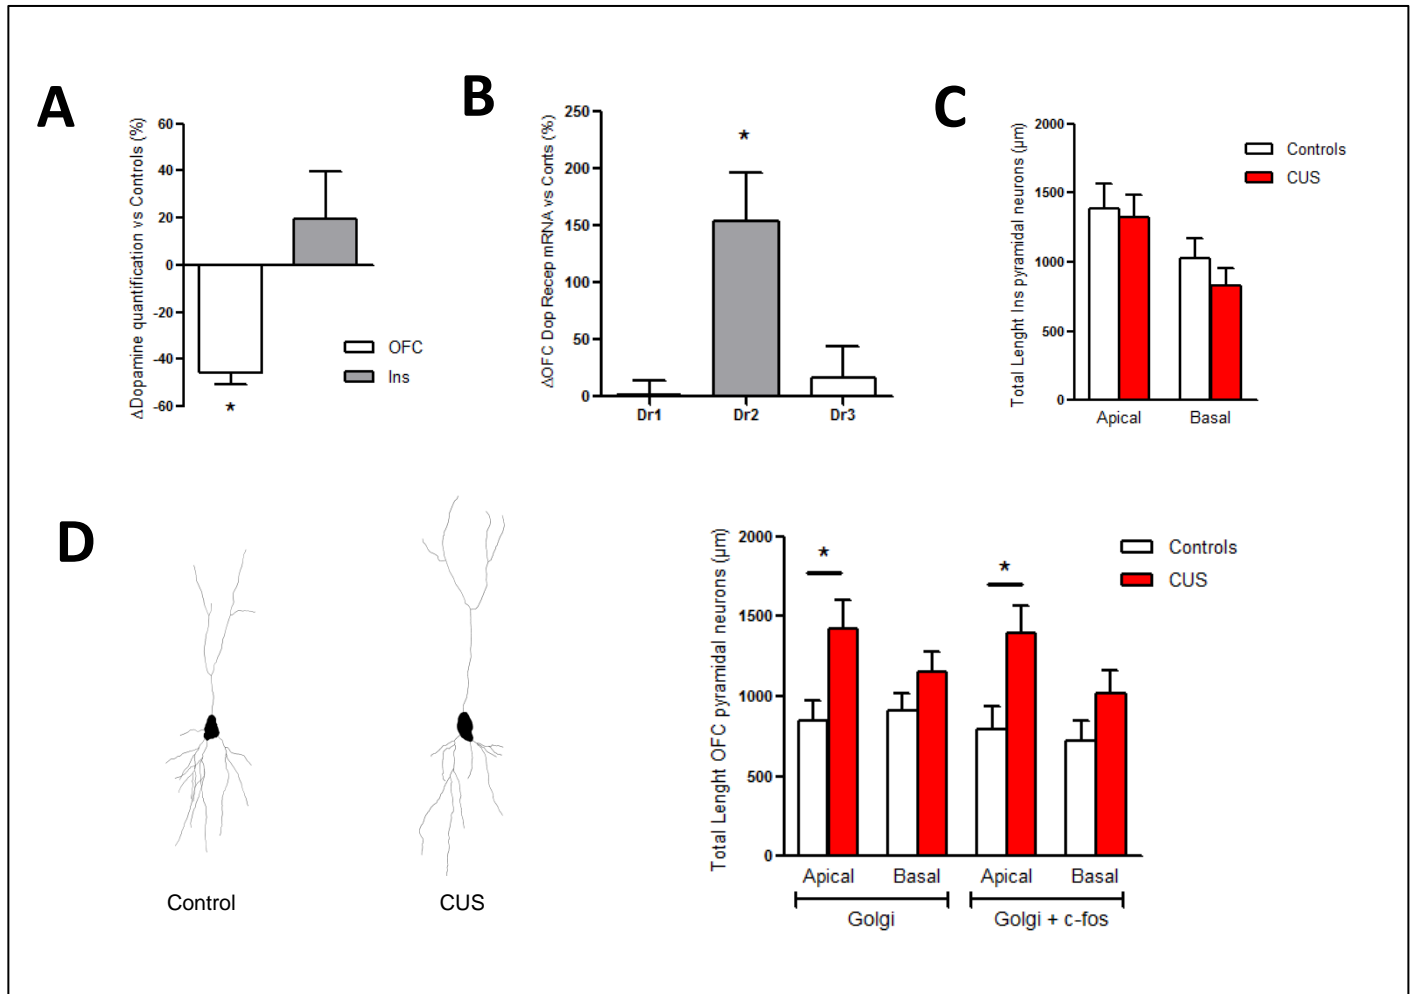 A
ΔDopamine quantification vs Controls (%)
60
40
20
0
-20
-40
-60
*
OFC
Ins
B
ΔOFC Dop Recep mRNA vs Conts (%)
250
200
150
100
50
0
*
Dr1 Dr2 Dr3
C
Total Lenght Ins pyramidal neurons (µm)
2000
1500
1000
500
0
Apical Basal
Controls
CUS
D
Control
CUS
Total Lenght OFC pyramidal neurons (µm)
2000
1500
1000
500
0
*
*
Apical Basal Apical Basal
Golgi
Golgi + c-fos
Controls
CUS